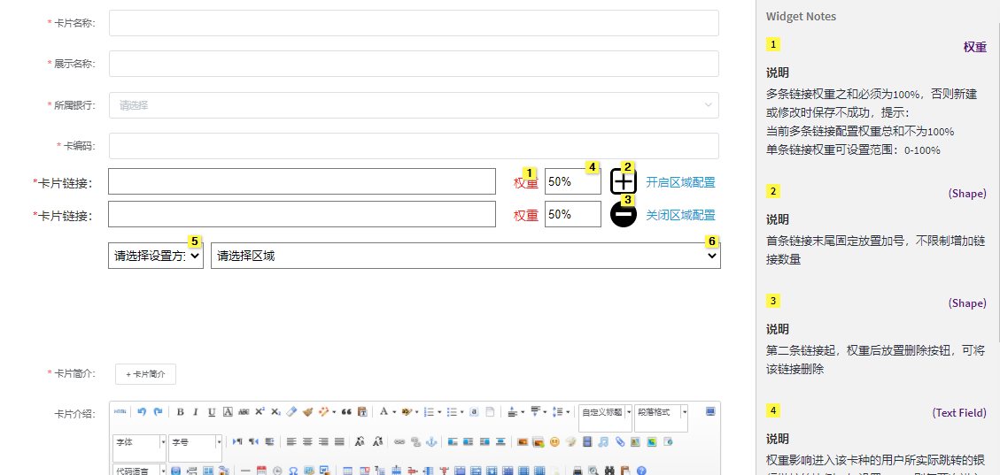 * 卡片名称：
* 展示名称：
* 所属银行： 请选择
* 卡编码：
*卡片链接： 1 权重 4 50% 2 开启区域配置
*卡片链接： 权重 50% 3 关闭区域配置
请选择设置方 5 请选择区域 6
* 卡片简介： + 卡片简介
卡片介绍：
HTML B I U A ABC X² X₂ A ab 自定义标题 段落格式
字体 字号
代码语言
Widget Notes
1 权重
说明
多条链接权重之和必须为100%，否则新建
或修改时保存不成功，提示：
当前多条链接配置权重总和不为100%
单条链接权重可设置范围：0-100%
2 (Shape)
说明
首条链接末尾固定放置加号，不限制增加链
接数量
3 (Shape)
说明
第二条链接起，权重后放置删除按钮，可将
该链接删除
4 (Text Field)
说明
权重影响进入该卡种的用户所实际跳转的银